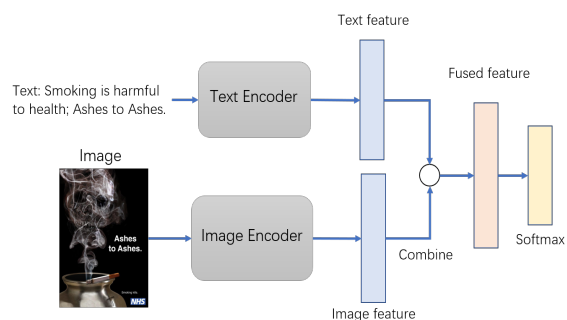 Text feature
Fused feature
Text: Smoking is harmful
to health; Ashes to Ashes.
Text Encoder
Image
Ashes
to Ashes.
NHS
Image Encoder
Combine
Softmax
Image feature